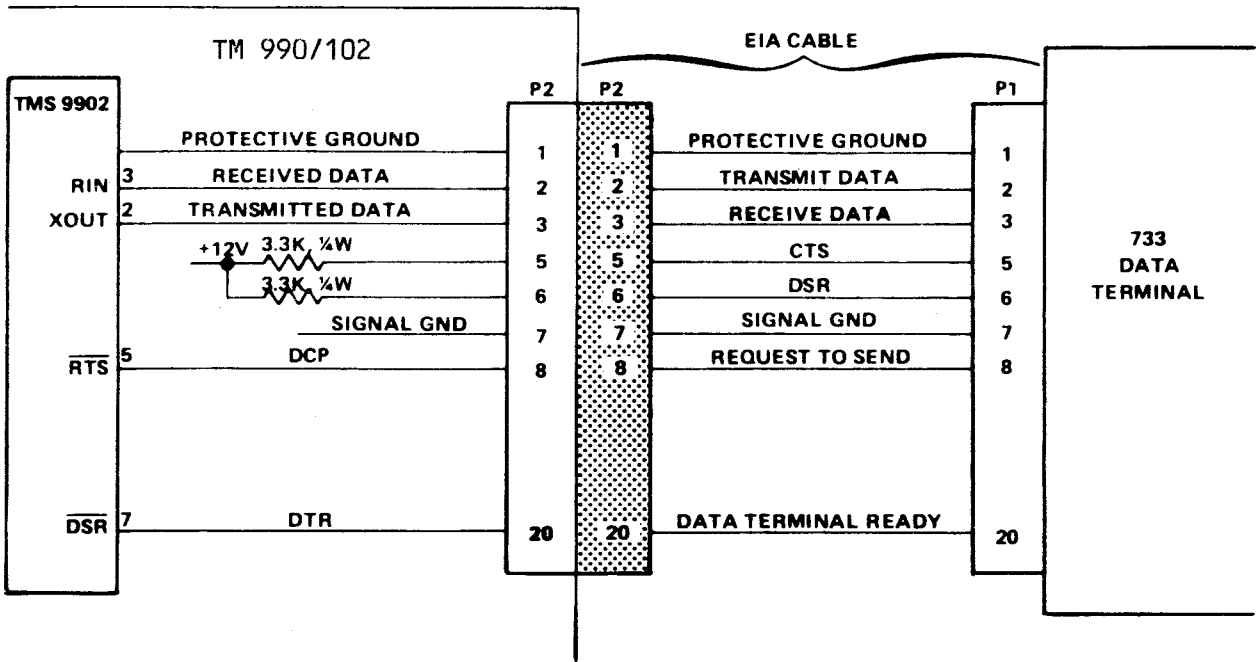 TM 990/102
EIA CABLE
TMS 9902
P2
P2
P1
PROTECTIVE GROUND
1
1
PROTECTIVE GROUND
1
RIN
3
RECEIVED DATA
2
2
TRANSMIT DATA
2
XOUT
2
TRANSMITTED DATA
3
3
RECEIVE DATA
3
+12V
3.3K, ¼W
5
5
CTS
5
3.3K, ¼W
6
6
DSR
6
SIGNAL GND
7
7
SIGNAL GND
7
RTS
5
DCP
8
8
REQUEST TO SEND
8
DSR
7
DTR
20
20
DATA TERMINAL READY
20
733
DATA
TERMINAL